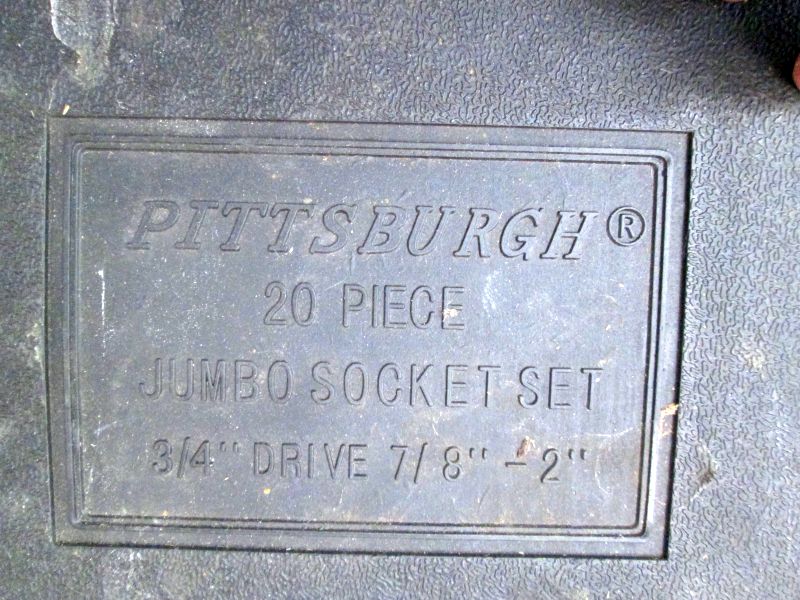 PITTSBURGH®
20 PIECE
JUMBO SOCKET SET
3/4" DRIVE 7/8" - 2"